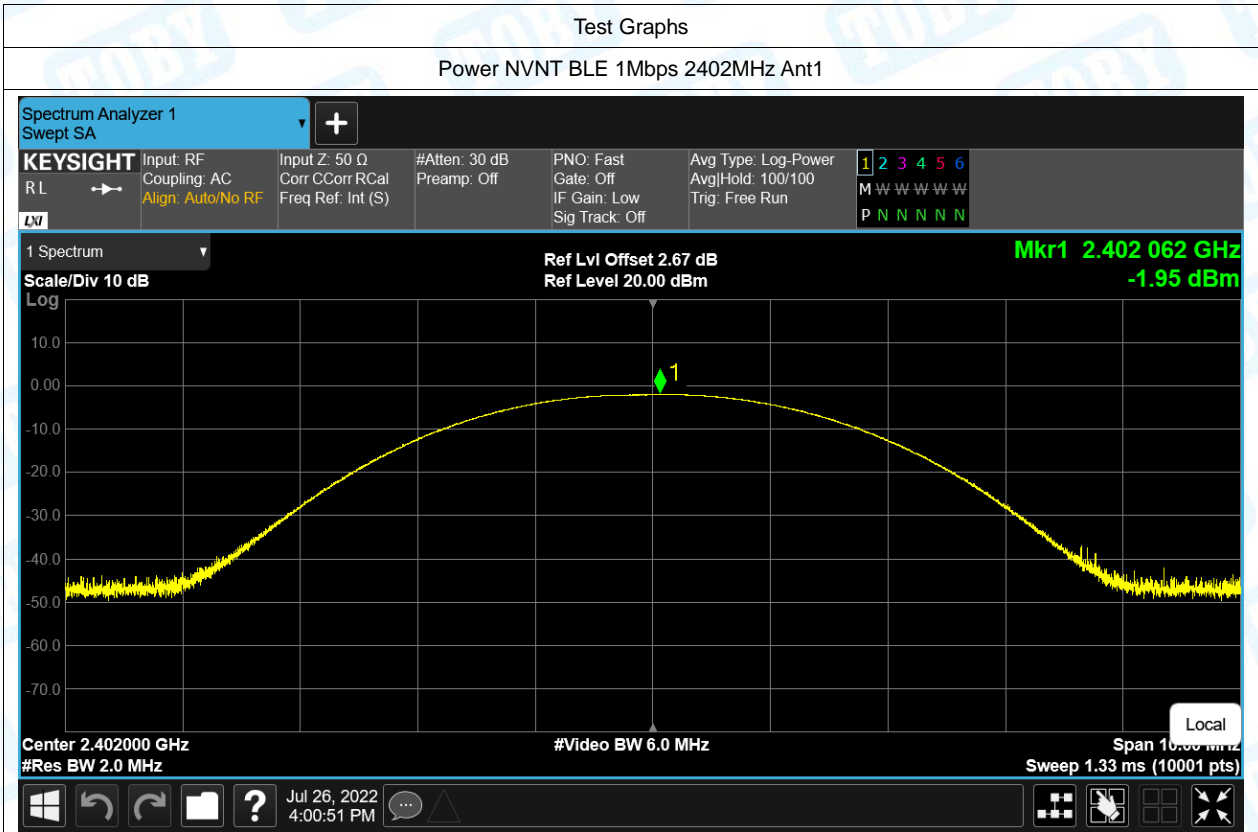 Test Graphs
Power NVNT BLE 1Mbps 2402MHz Ant1
Spectrum Analyzer 1
Swept SA
KEYSIGHT
R L
LXI
Input: RF
Coupling: AC
Align: Auto/No RF
Input Z: 50 Ω
Corr CCorr RCal
Freq Ref: Int (S)
#Atten: 30 dB
Preamp: Off
PNO: Fast
Gate: Off
IF Gain: Low
Sig Track: Off
Avg Type: Log-Power
Avg|Hold: 100/100
Trig: Free Run
1 2 3 4 5 6
M W W W W W
P N N N N N
1 Spectrum
Scale/Div 10 dB
Log
Ref Lvl Offset 2.67 dB
Ref Level 20.00 dBm
Mkr1 2.402 062 GHz
-1.95 dBm
10.0
0.00
-10.0
-20.0
-30.0
-40.0
-50.0
-60.0
-70.0
1
Local
Center 2.402000 GHz
#Res BW 2.0 MHz
#Video BW 6.0 MHz
Span 10.00 MHz
Sweep 1.33 ms (10001 pts)
?
Jul 26, 2022
4:00:51 PM
TOBY